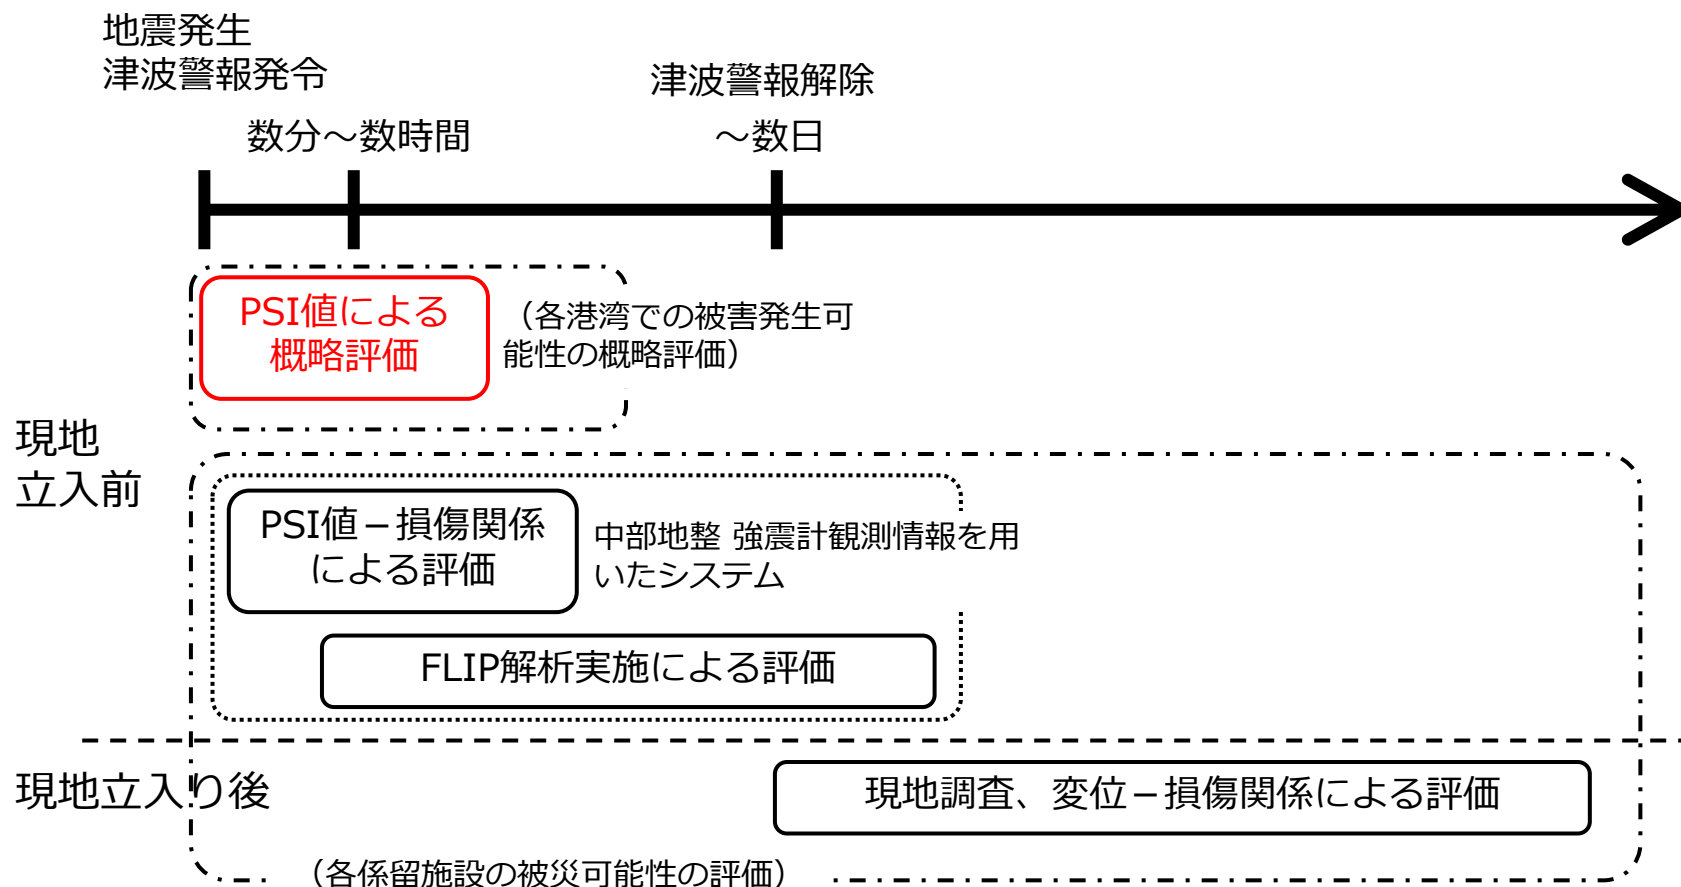 地震発生
津波警報発令
津波警報解除
数分～数時間
～数日
PSI値による
概略評価
（各港湾での被害発生可
能性の概略評価）
現地
立入前
PSI値－損傷関係
による評価
中部地整 強震計観測情報を用
いたシステム
FLIP解析実施による評価
現地立入り後
現地調査、変位－損傷関係による評価
（各係留施設の被災可能性の評価）